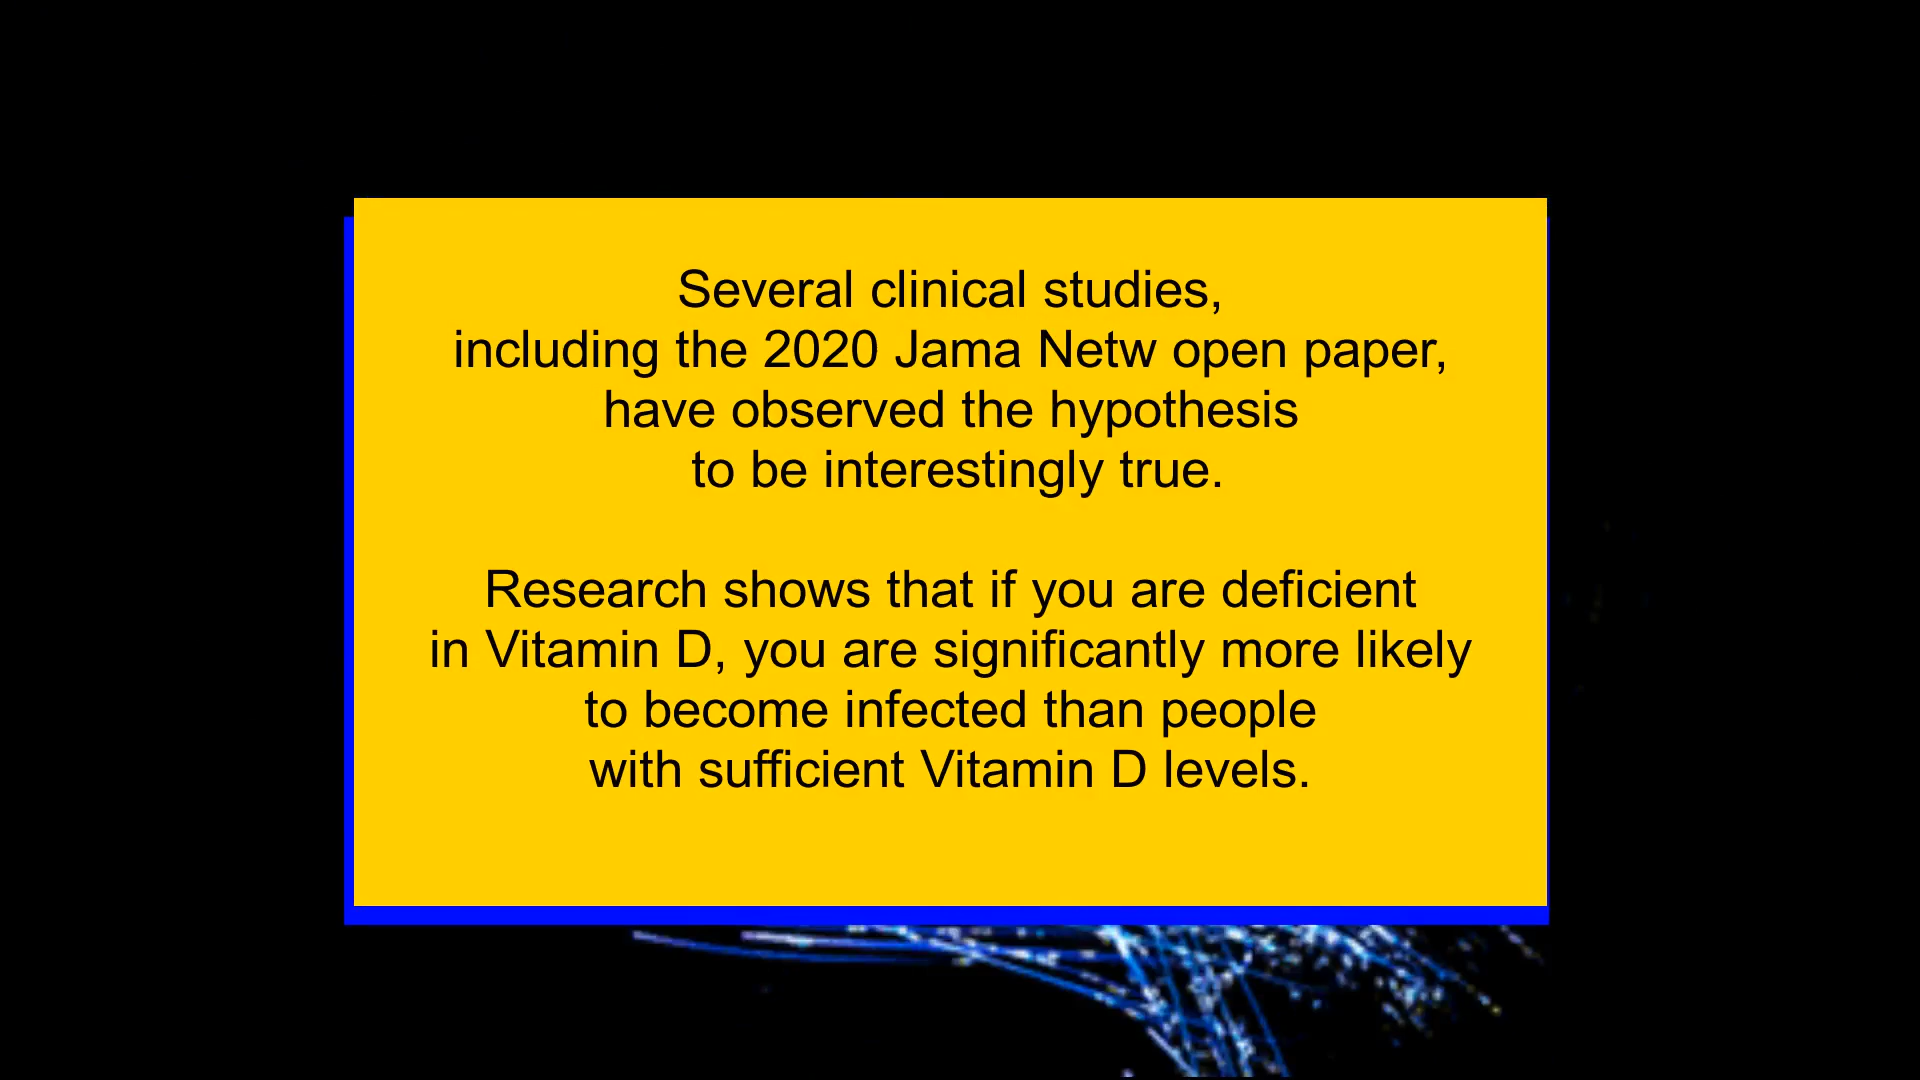 Several clinical studies,
including the 2020 Jama Netw open paper,
have observed the hypothesis
to be interestingly true.
Research shows that if you are deficient
in Vitamin D, you are significantly more likely
to become infected than people
with sufficient Vitamin D levels.